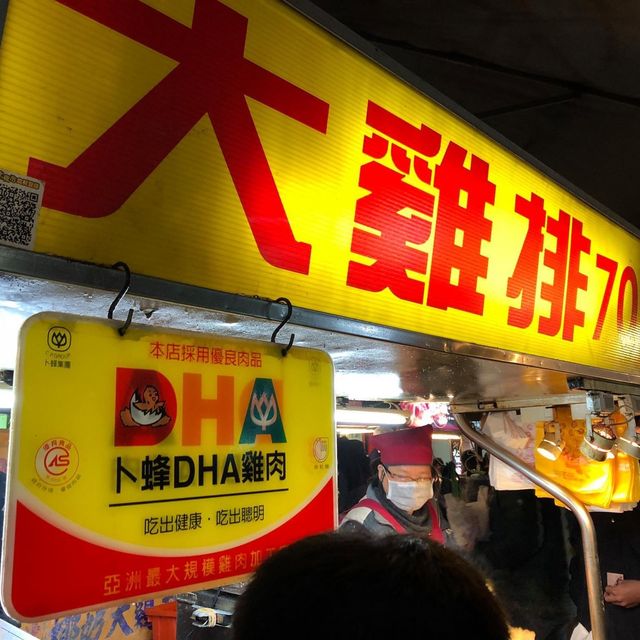 大雞排70
C.P.GROUP
卜蜂集團
本店採用優良肉品
DHA
卜蜂DHA雞肉
吃出健康·吃出聰明
亞洲最大規模雞肉加工